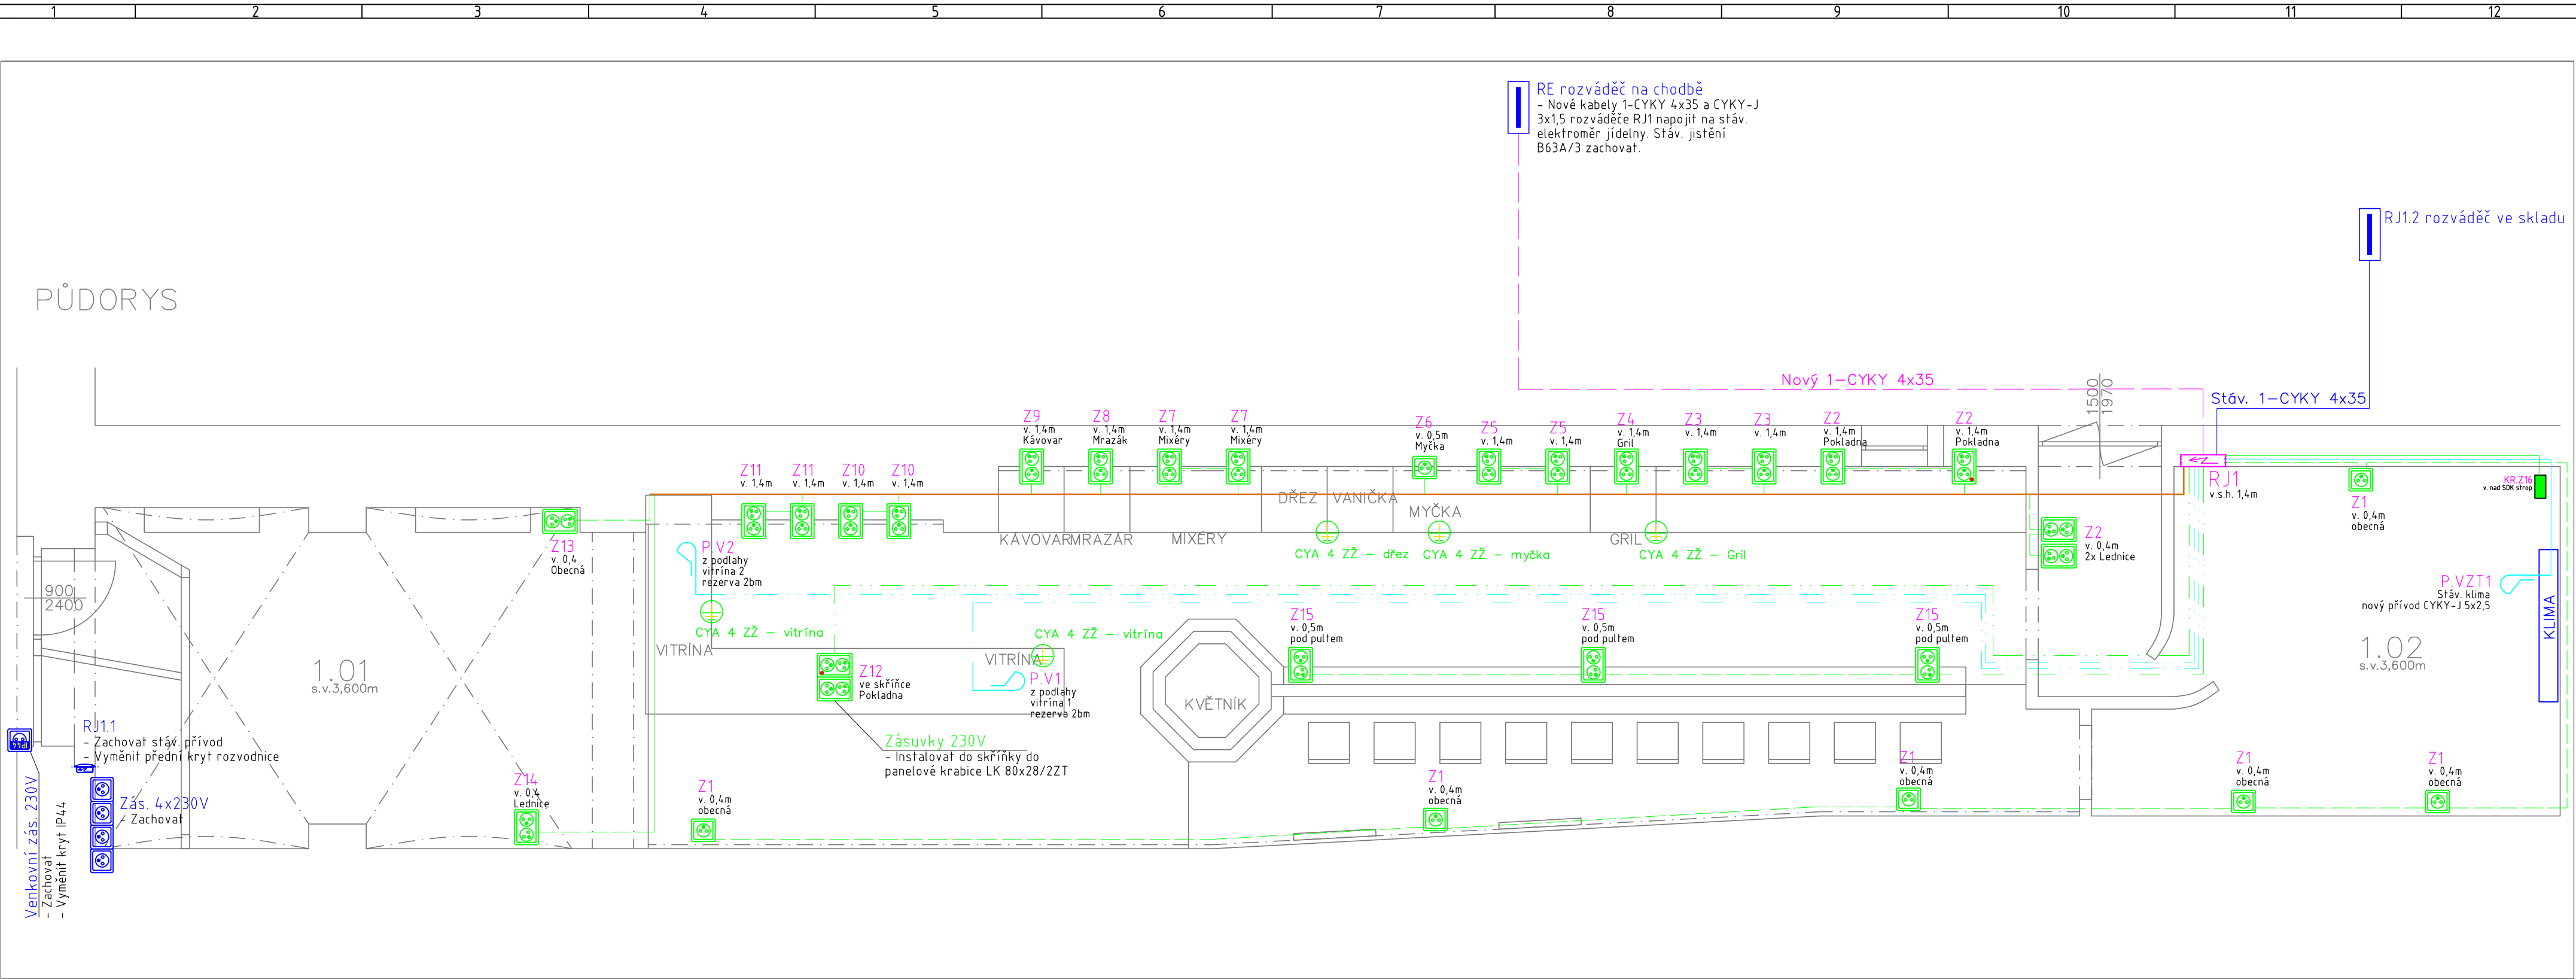 1
2
3
4
5
6
7
8
9
10
11
12
RE rozváděč na chodbě
- Nové kabely 1-CYKY 4x35 a CYKY-J
3x1,5 rozváděče RJ1 napojit na stáv.
elektroměr jídelny. Stáv. jistění
B63A/3 zachovat.
RJ1.2 rozváděč ve skladu
PŮDORYS
Nový 1-CYKY 4x35
1500
1970
Stáv. 1-CYKY 4x35
Z9
v. 1,4m
Kávovar
Z8
v. 1,4m
Mrazák
Z7
v. 1,4m
Mixéry
Z7
v. 1,4m
Mixéry
Z6
v. 0,5m
Myčka
Z5
v. 1,4m
Z5
v. 1,4m
Z4
v. 1,4m
Gril
Z3
v. 1,4m
Z3
v. 1,4m
Z2
v. 1,4m
Pokladna
Z2
v. 1,4m
Pokladna
Z11
v. 1,4m
Z11
v. 1,4m
Z10
v. 1,4m
Z10
v. 1,4m
RJ1
v.s.h. 1,4m
Z1
v. 0,4m
obecná
KR.Z16
v. nad SDK strop
DŘEZ
VANIČKA
MYČKA
KÁVOVAR
MRAZÁR
MIXÉRY
GRIL
CYA 4 ZŽ - dřez
CYA 4 ZŽ - myčka
CYA 4 ZŽ - Gril
Z13
v. 0,4
Obecná
P.V2
z podlahy
vitrína 2
rezerva 2bm
Z2
v. 0,4m
2x Lednice
P.VZT1
Stáv. klima
nový přívod CYKY-J 5x2,5
KLIMA
900
2400
CYA 4 ZŽ - vitrína
CYA 4 ZŽ - vitrína
VITRÍNA
VITRÍNA
Z15
v. 0,5m
pod pultem
Z15
v. 0,5m
pod pultem
Z15
v. 0,5m
pod pultem
1.01
s.v.3,600m
1.02
s.v.3,600m
Z12
ve skříňce
Pokladna
P.V1
z podlahy
vitrína 1
rezerva 2bm
KVĚTNÍK
RJ1.1
- Zachovat stáv. přívod
- Vyměnit přední kryt rozvodnice
Zásuvky 230V
- Instalovat do skříňky do
panelové krabice LK 80x28/2ZT
Venkovní zás. 230V
- Zachovat
- Vyměnit kryt IP44
Zás. 4x230V
- Zachovat
Z14
v. 0,4
Lednice
Z1
v. 0,4m
obecná
Z1
v. 0,4m
obecná
Z1
v. 0,4m
obecná
Z1
v. 0,4m
obecná
Z1
v. 0,4m
obecná